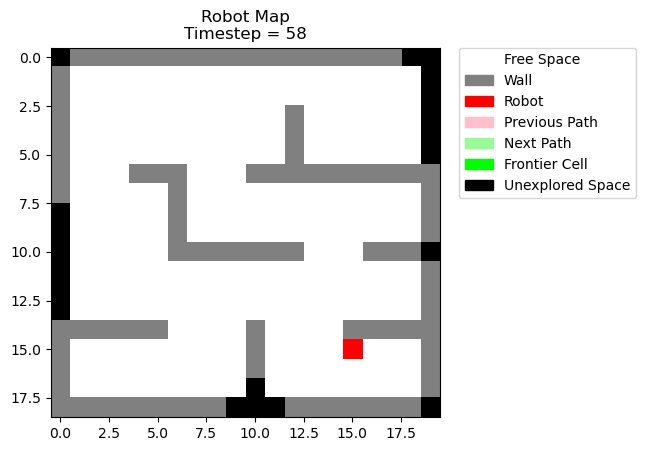 Robot Map
Timestep = 58
0.0
2.5
5.0
7.5
10.0
12.5
15.0
17.5
0.0
2.5
5.0
7.5
10.0
12.5
15.0
17.5
Free Space
Wall
Robot
Previous Path
Next Path
Frontier Cell
Unexplored Space